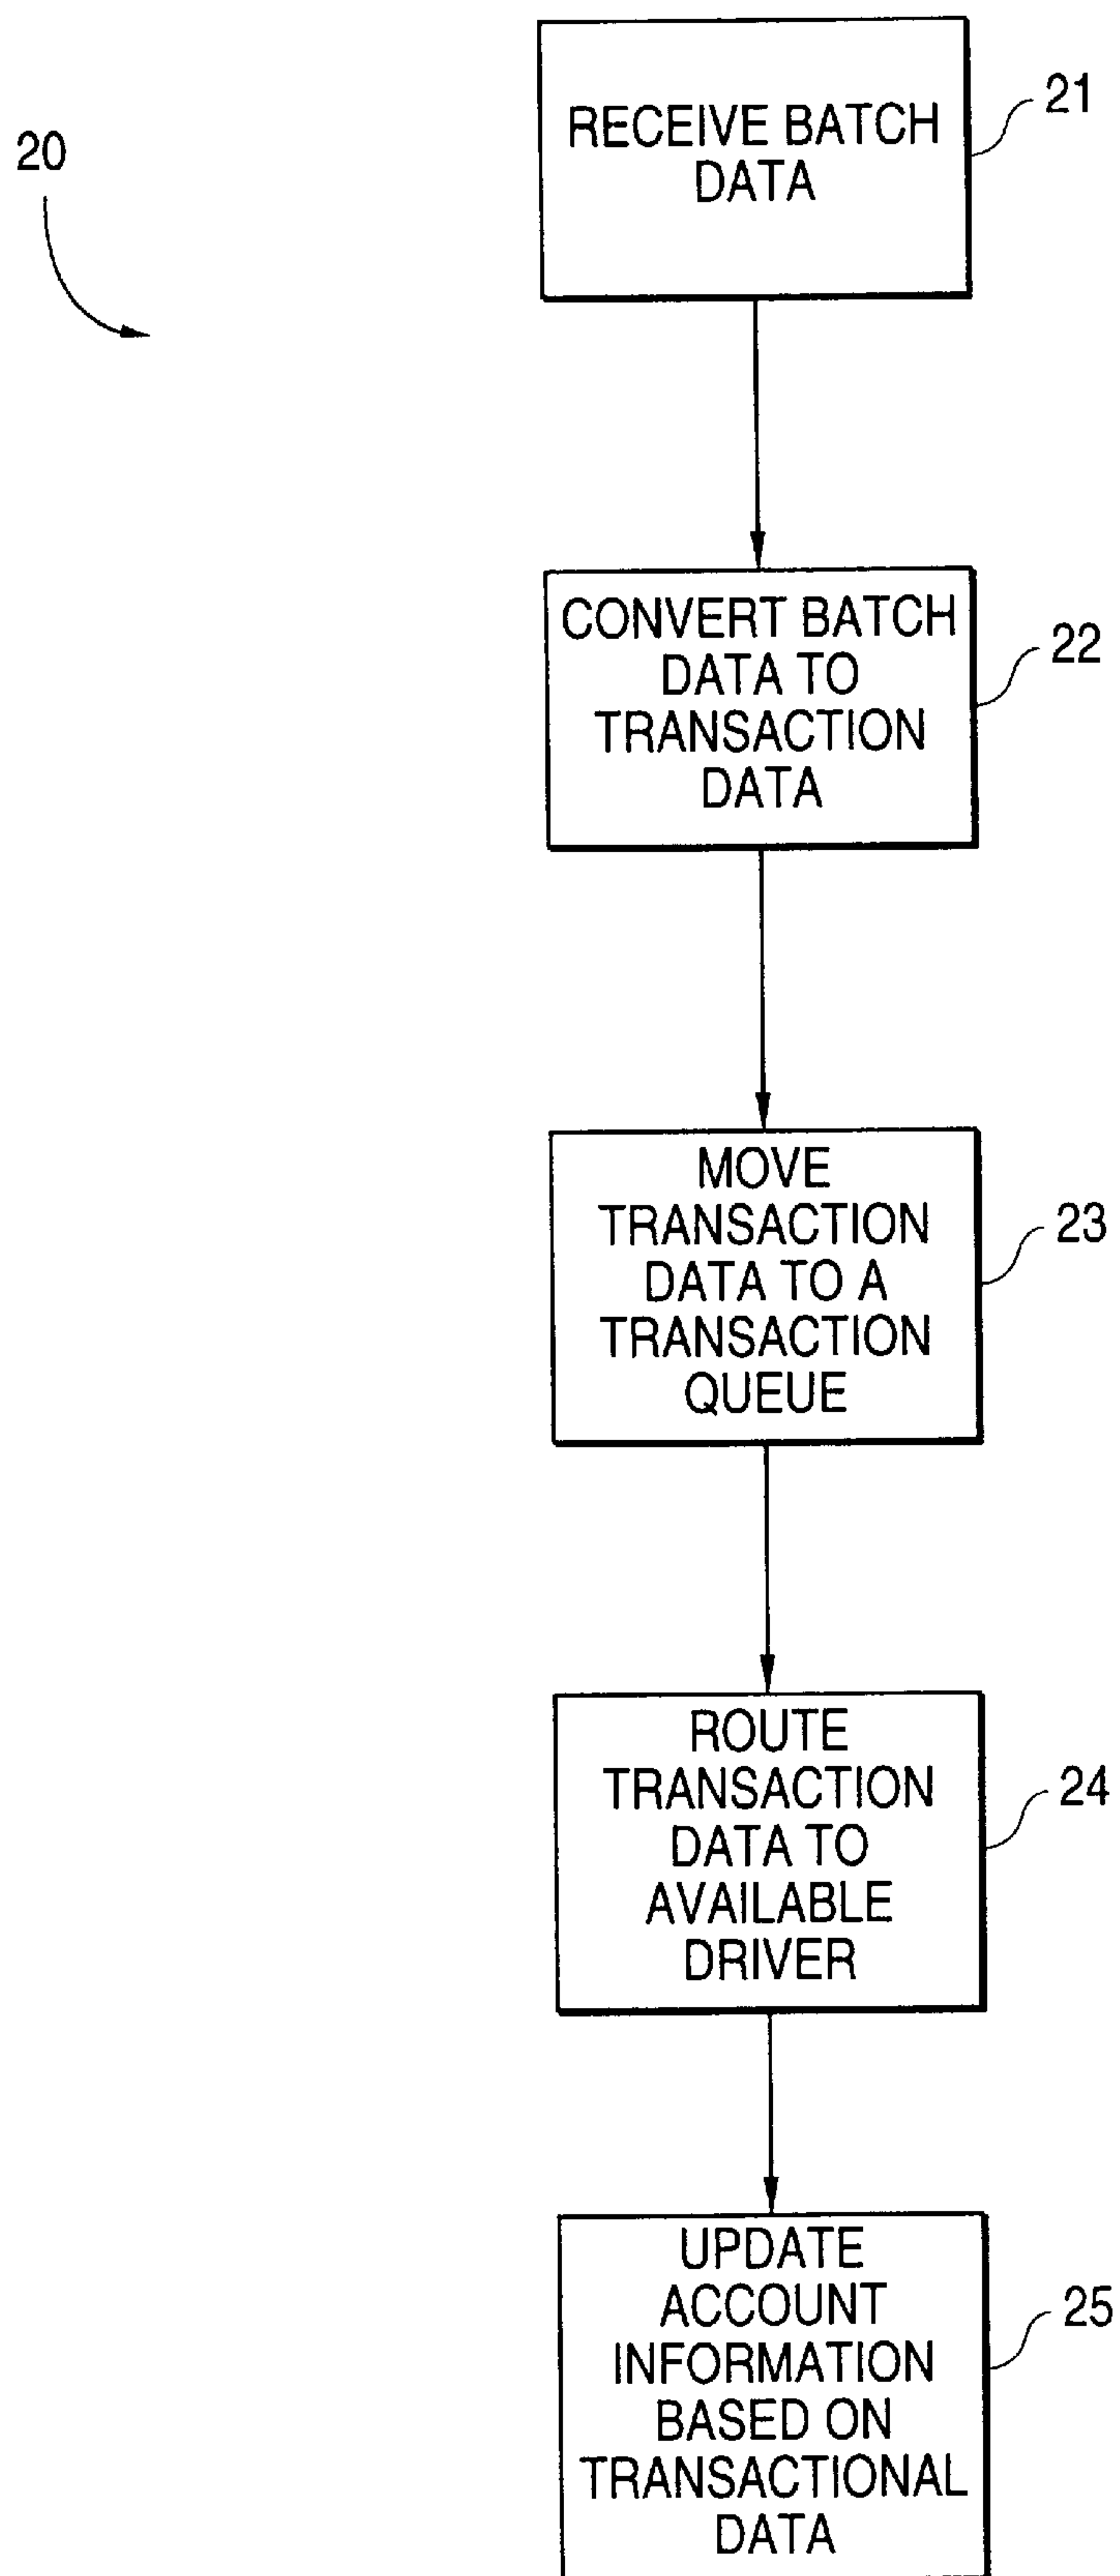 20
RECEIVE BATCH
DATA
21
CONVERT BATCH
DATA TO
TRANSACTION
DATA
22
MOVE
TRANSACTION
DATA TO A
TRANSACTION
QUEUE
23
ROUTE
TRANSACTION
DATA TO
AVAILABLE
DRIVER
24
UPDATE
ACCOUNT
INFORMATION
BASED ON
TRANSACTIONAL
DATA
25